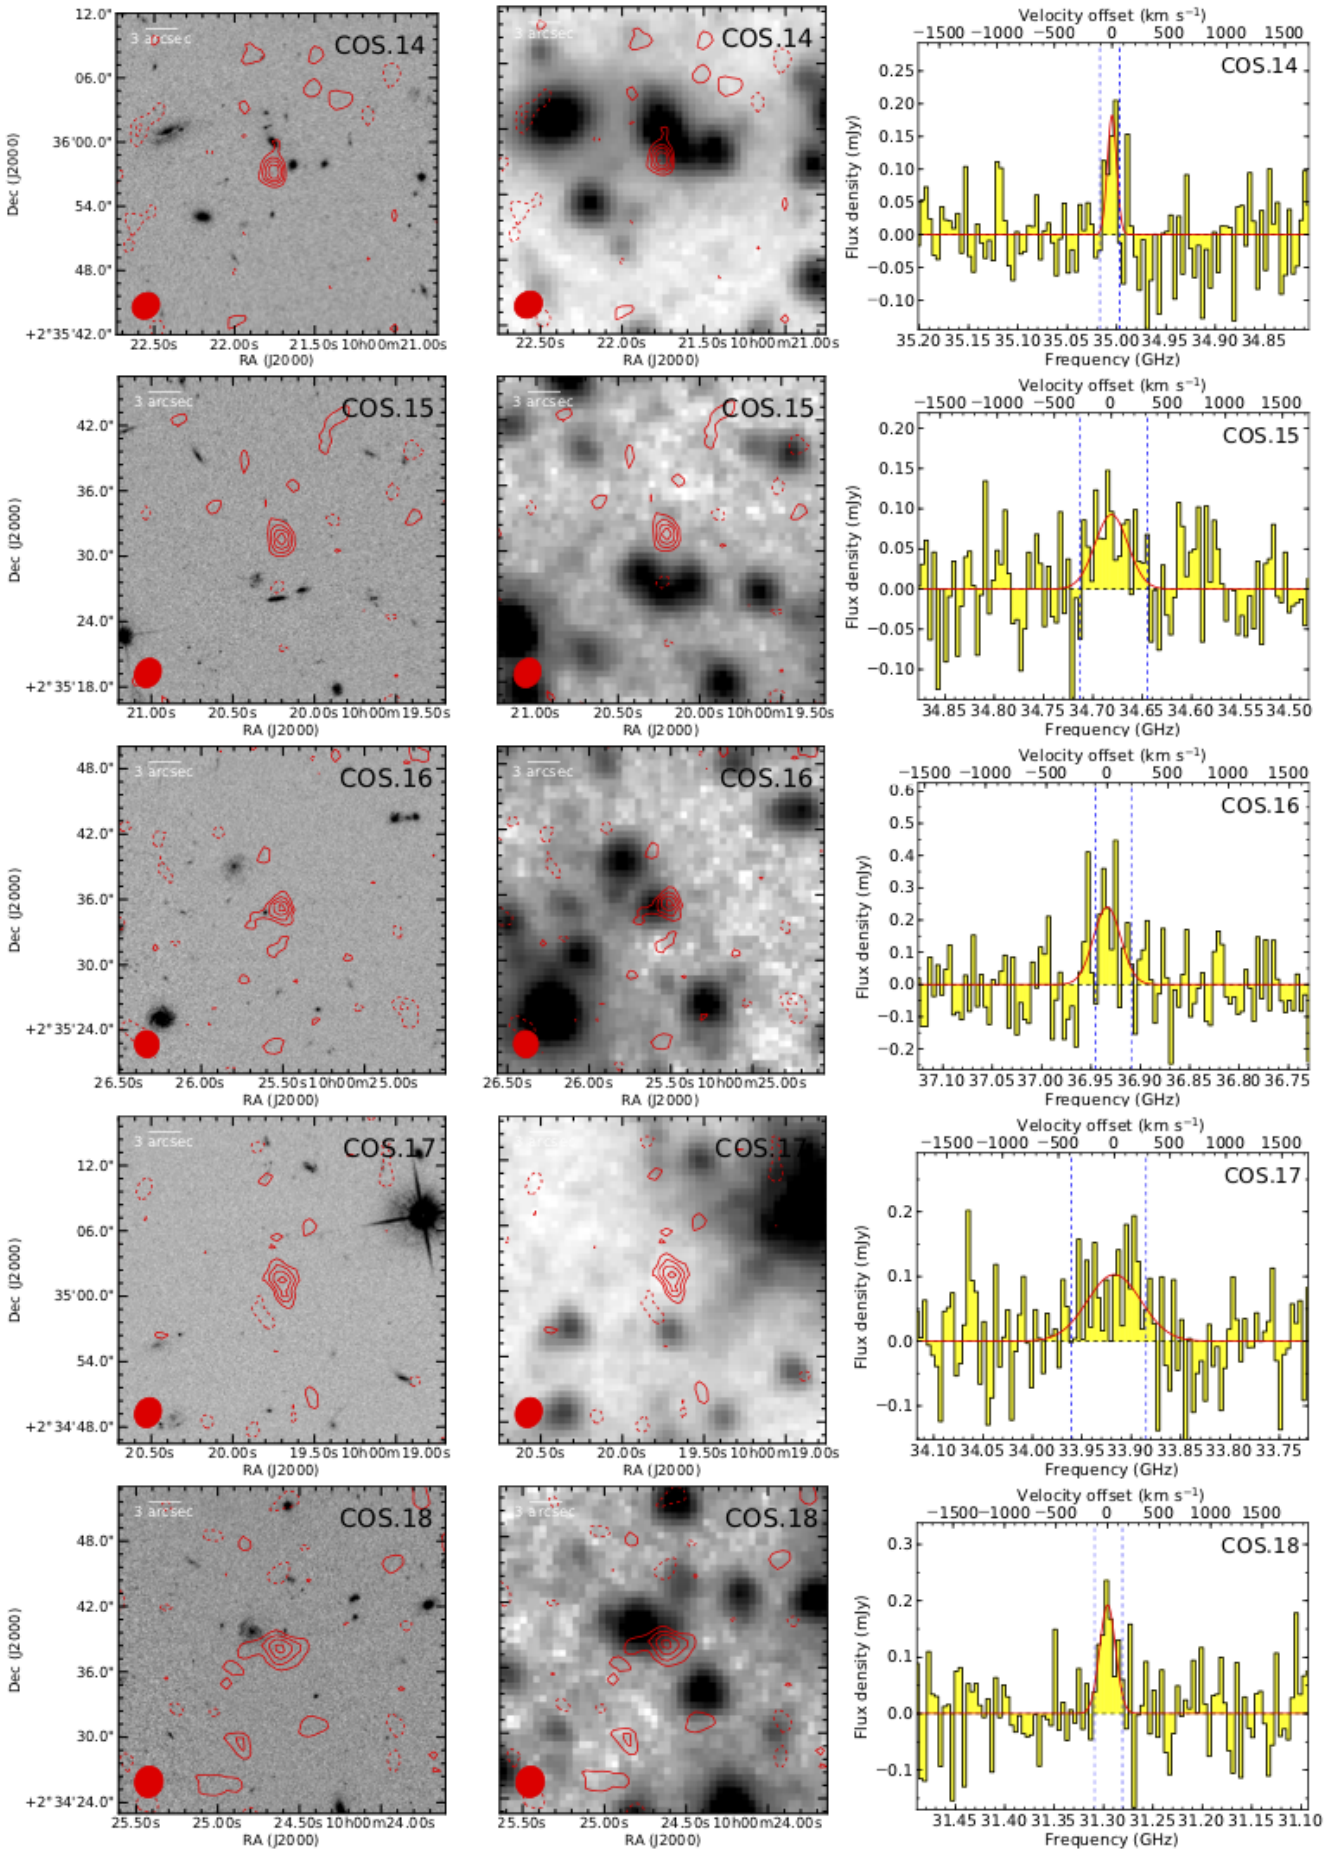 12.0"
06.0"
36'00.0"
54.0"
48.0"
+2°35'42.0"
Dec (J2000)
3 arcsec
COS.14
22.50s 22.00s 21.50s 10h00m21.00s
RA (J2000)
3 arcsec
COS.14
22.50s 22.00s 21.50s 10h00m21.00s
RA (J2000)
Velocity offset (km s⁻¹)
−1500 −1000 −500 0 500 1000 1500
COS.14
0.25
0.20
0.15
0.10
0.05
0.00
−0.05
−0.10
Flux density (mJy)
35.20 35.15 35.10 35.05 35.00 34.95 34.90 34.85
Frequency (GHz)
42.0"
36.0"
30.0"
24.0"
+2°35'18.0"
Dec (J2000)
3 arcsec
COS.15
21.00s 20.50s 20.00s 10h00m19.50s
RA (J2000)
3 arcsec
COS.15
21.00s 20.50s 20.00s 10h00m19.50s
RA (J2000)
Velocity offset (km s⁻¹)
−1500 −1000 −500 0 500 1000 1500
COS.15
0.20
0.15
0.10
0.05
0.00
−0.05
−0.10
Flux density (mJy)
34.85 34.80 34.75 34.70 34.65 34.60 34.55 34.50
Frequency (GHz)
48.0"
42.0"
36.0"
30.0"
+2°35'24.0"
Dec (J2000)
3 arcsec
COS.16
26.50s 26.00s 25.50s 10h00m25.00s
RA (J2000)
3 arcsec
COS.16
26.50s 26.00s 25.50s 10h00m25.00s
RA (J2000)
Velocity offset (km s⁻¹)
−1500 −1000 −500 0 500 1000 1500
COS.16
0.6
0.5
0.4
0.3
0.2
0.1
0.0
−0.1
−0.2
Flux density (mJy)
37.10 37.05 37.00 36.95 36.90 36.85 36.80 36.75
Frequency (GHz)
12.0"
06.0"
35'00.0"
54.0"
+2°34'48.0"
Dec (J2000)
3 arcsec
COS.17
20.50s 20.00s 19.50s 10h00m19.00s
RA (J2000)
COS.17
20.50s 20.00s 19.50s 10h00m19.00s
RA (J2000)
Velocity offset (km s⁻¹)
−1500 −1000 −500 0 500 1000 1500
COS.17
0.2
0.1
0.0
−0.1
Flux density (mJy)
34.10 34.05 34.00 33.95 33.90 33.85 33.80 33.75
Frequency (GHz)
48.0"
42.0"
36.0"
30.0"
+2°34'24.0"
Dec (J2000)
3 arcsec
COS.18
25.50s 25.00s 24.50s 10h00m24.00s
RA (J2000)
3 arcsec
COS.18
25.50s 25.00s 24.50s 10h00m24.00s
RA (J2000)
Velocity offset (km s⁻¹)
−1500 −1000 −500 0 500 1000 1500
COS.18
0.3
0.2
0.1
0.0
−0.1
Flux density (mJy)
31.45 31.40 31.35 31.30 31.25 31.20 31.15 31.10
Frequency (GHz)